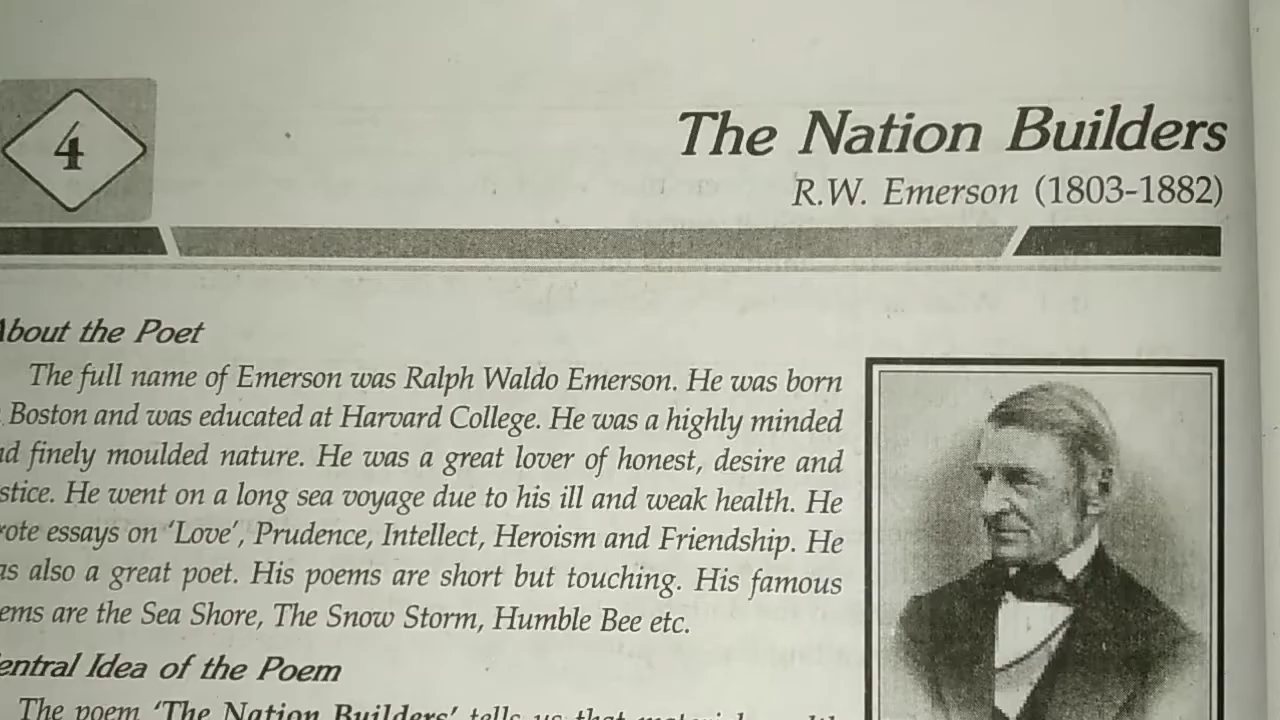 4
The Nation Builders
R.W. Emerson (1803-1882)
About the Poet
The full name of Emerson was Ralph Waldo Emerson. He was born
Boston and was educated at Harvard College. He was a highly minded
finely moulded nature. He was a great lover of honest, desire and
stice. He went on a long sea voyage due to his ill and weak health. He
rote essays on 'Love', Prudence, Intellect, Heroism and Friendship. He
as also a great poet. His poems are short but touching. His famous
ems are the Sea Shore, The Snow Storm, Humble Bee etc.
entral Idea of the Poem
The poem 'The Nation Builders' tells us that